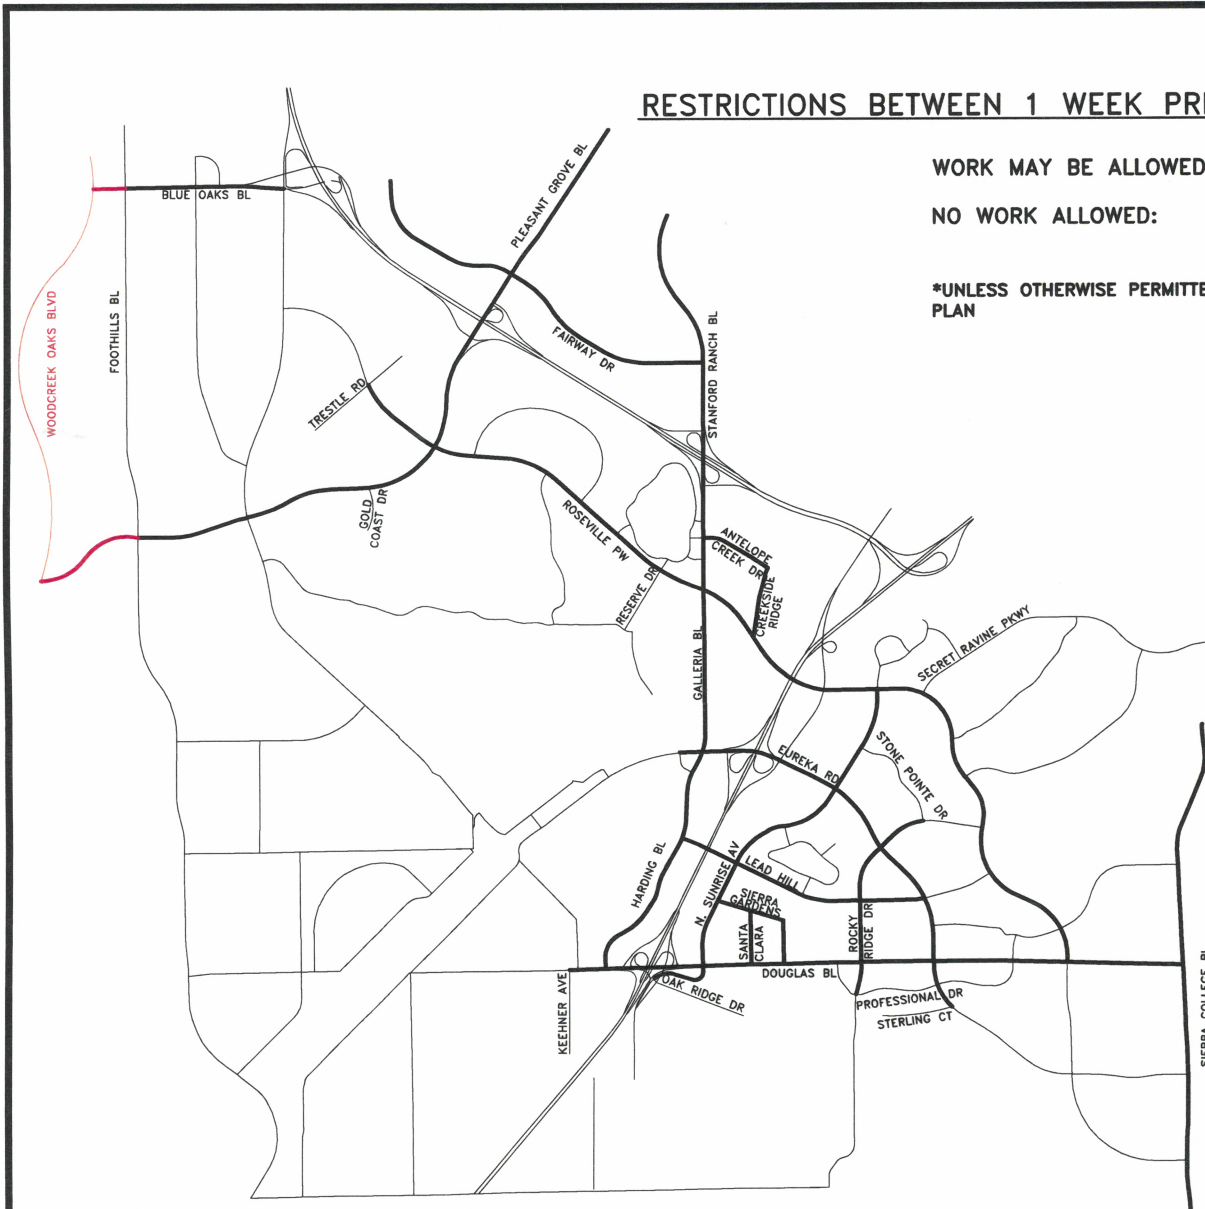 RESTRICTIONS BETWEEN 1 WEEK PRI
WORK MAY BE ALLOWED
NO WORK ALLOWED:
*UNLESS OTHERWISE PERMITTE
PLAN
PLEASANT GROVE BL
BLUE OAKS BL
WOODCREEK OAKS BLVD
FOOTHILLS BL
FAIRWAY DR
STANFORD RANCH BL
TRESTLE RD
GOLD
COAST DR
ROSEVILLE PW
ANTELOPE
CREEK DR
CREEKSIDE
RIDGE
RESERVE DR
GALLERIA BL
SECRET RAVINE PKWY
EUREKA RD
STONE POINTE DR
HARDING BL
N. SUNRISE AV
LEAD HILL
SIERRA
GARDENS
SANTA
CLARA
ROCKY
RIDGE DR
DOUGLAS BL
OAK RIDGE DR
KEEHNER AVE
PROFESSIONAL DR
STERLING CT
SIERRA COLLEGE BL